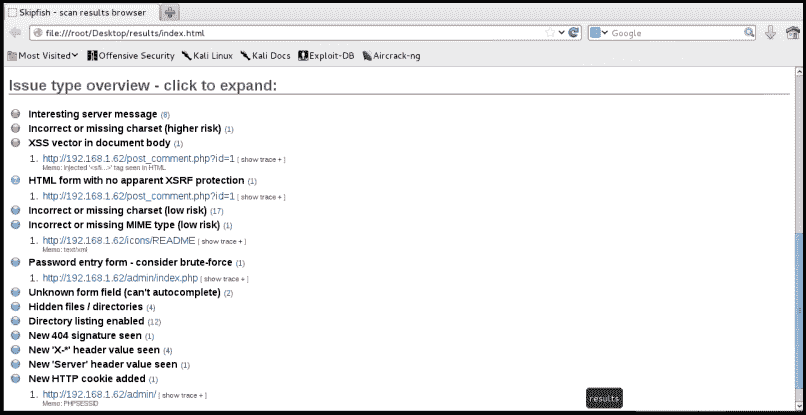 Skipfish - scan results browser
file:///root/Desktop/results/index.html
Google
Most Visited Offensive Security Kali Linux Kali Docs Exploit-DB Aircrack-ng
Issue type overview - click to expand:
Interesting server message (8)
Incorrect or missing charset (higher risk) (1)
XSS vector in document body (1)
1. http://192.168.1.62/post_comment.php?id=1 [ show trace + ]
Memo: injected '<sfi...>' tag seen in HTML
HTML form with no apparent XSRF protection (1)
1. http://192.168.1.62/post_comment.php?id=1 [ show trace + ]
Incorrect or missing charset (low risk) (17)
Incorrect or missing MIME type (low risk) (1)
1. http://192.168.1.62/icons/README [ show trace + ]
Memo: text/xml
Password entry form - consider brute-force (1)
1. http://192.168.1.62/admin/index.php [ show trace + ]
Unknown form field (can't autocomplete) (2)
Hidden files / directories (4)
Directory listing enabled (12)
New 404 signature seen (1)
New 'X-*' header value seen (4)
New 'Server' header value seen (1)
New HTTP cookie added (1)
1. http://192.168.1.62/admin/ [ show trace + ]
Memo: PHPSESSID
results